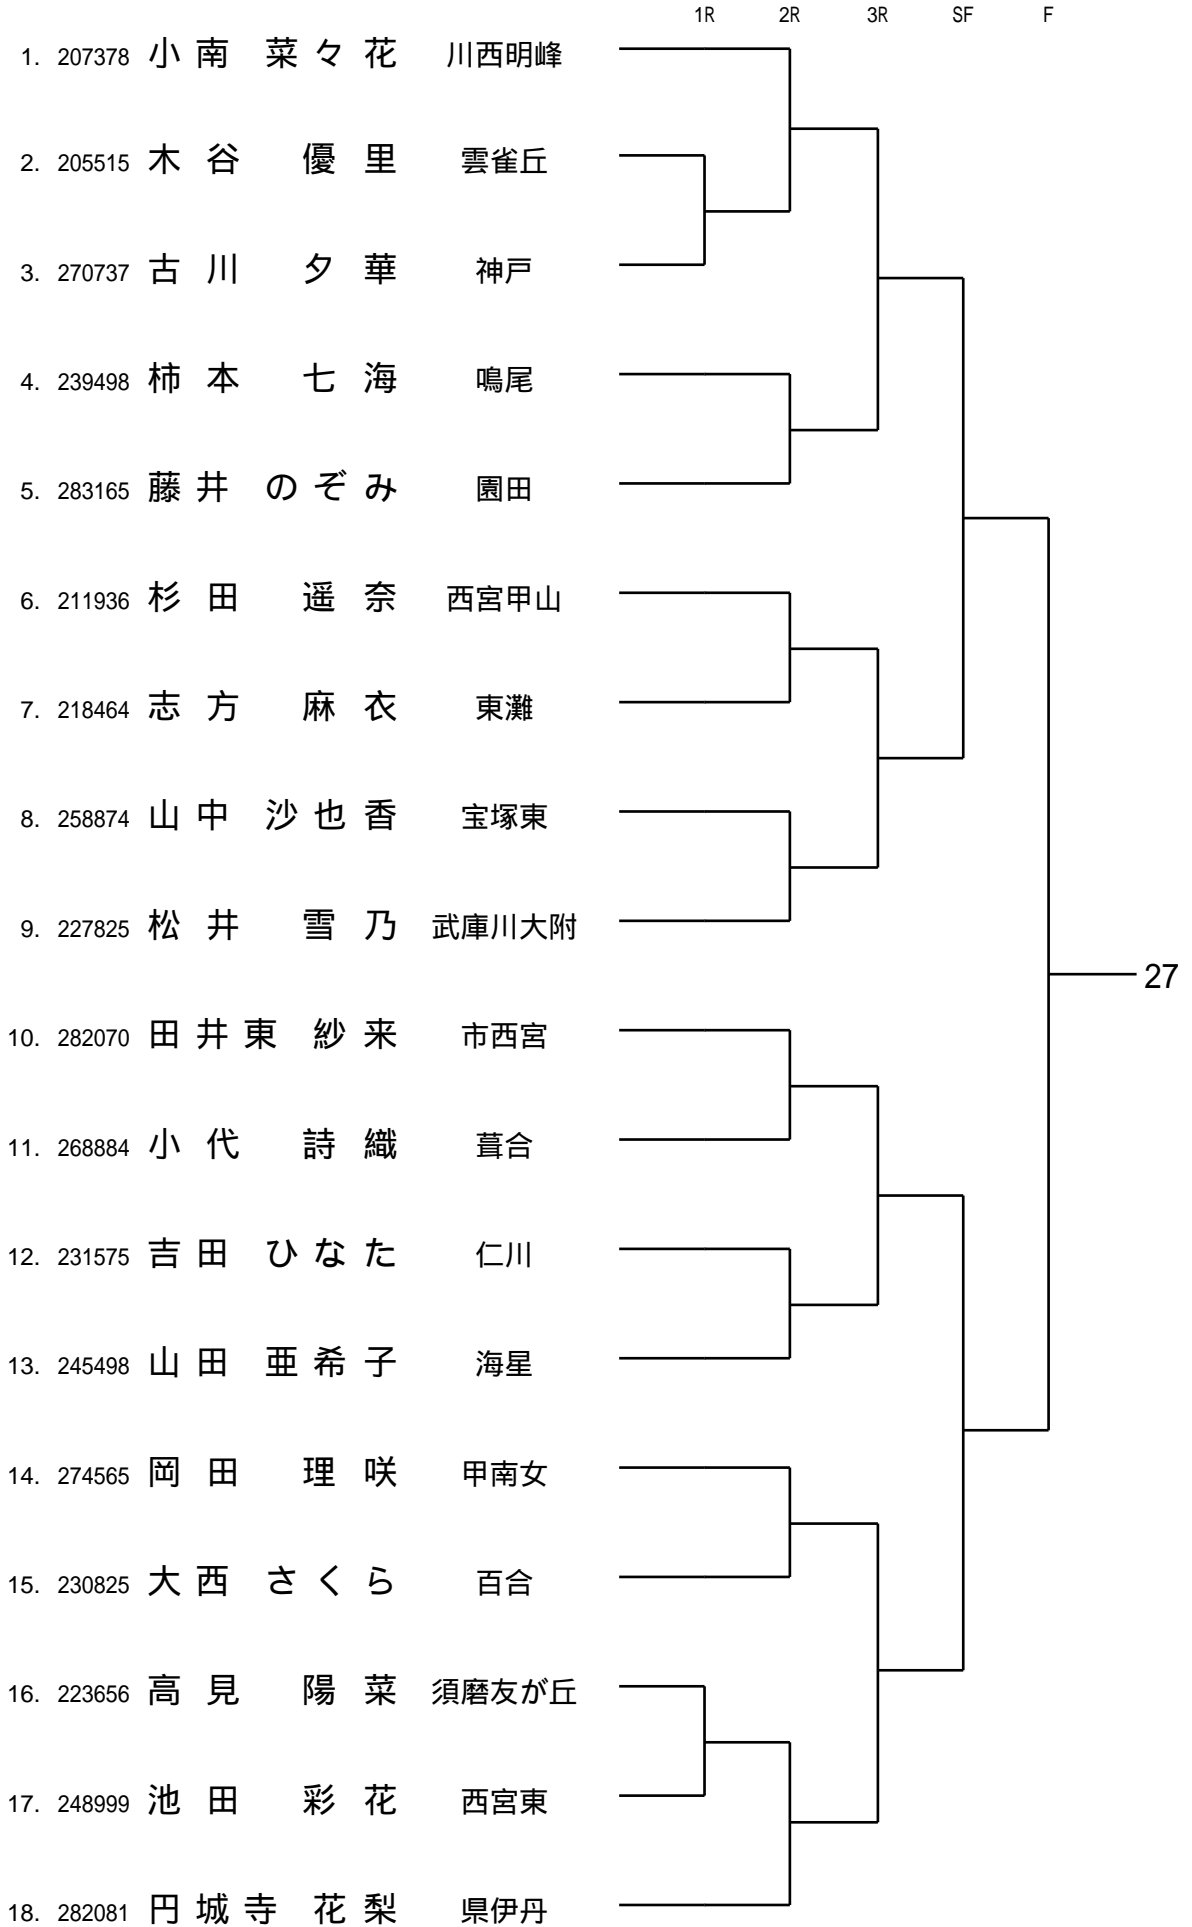 1R 2R 3R SF F
1. 207378 小南 菜々花 川西明峰
2. 205515 木谷 優里 雲雀丘
3. 270737 古川 夕華 神戸
4. 239498 柿本 七海 鳴尾
5. 283165 藤井 のぞみ 園田
6. 211936 杉田 遥奈 西宮甲山
7. 218464 志方 麻衣 東灘
8. 258874 山中 沙也香 宝塚東
9. 227825 松井 雪乃 武庫川大附
27
10. 282070 田井東 紗来 市西宮
11. 268884 小代 詩織 葺合
12. 231575 吉田 ひなた 仁川
13. 245498 山田 亜希子 海星
14. 274565 岡田 理咲 甲南女
15. 230825 大西 さくら 百合
16. 223656 高見 陽菜 須磨友が丘
17. 248999 池田 彩花 西宮東
18. 282081 円城寺 花梨 県伊丹